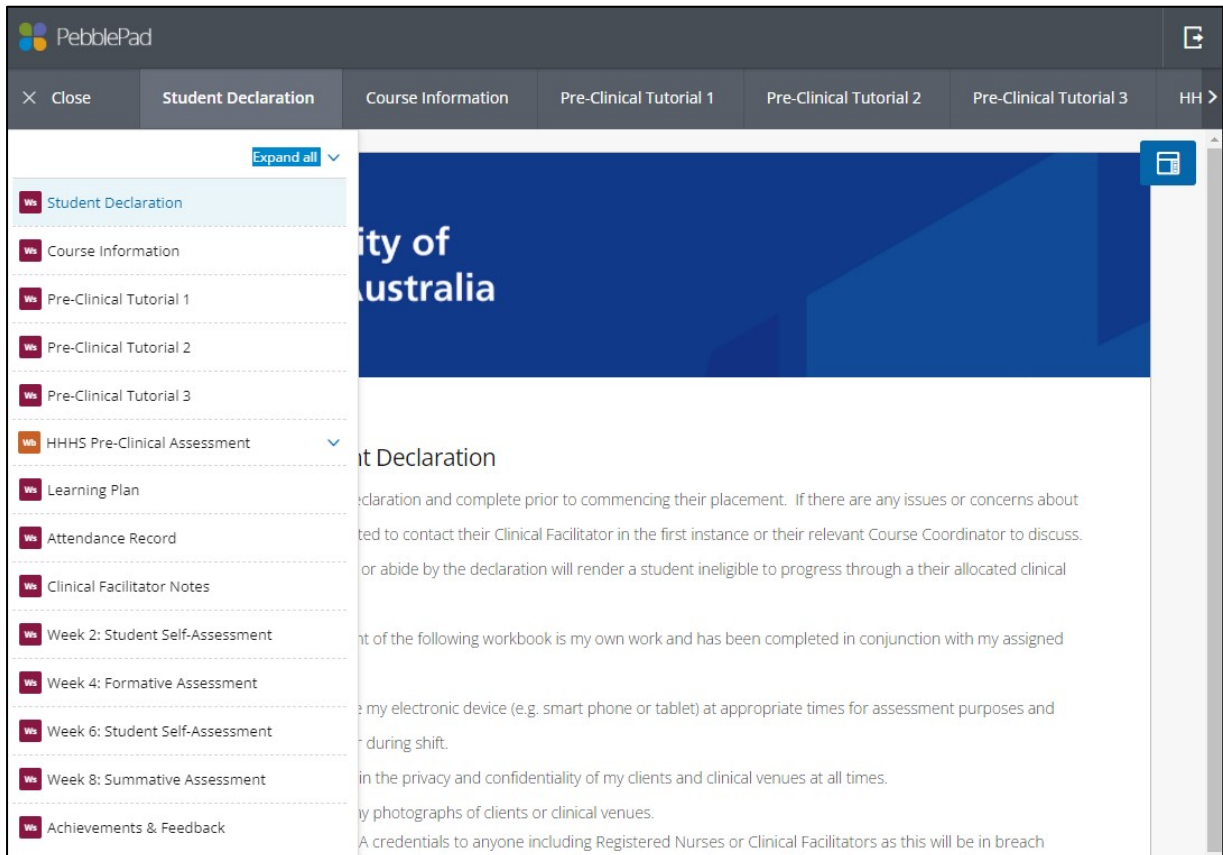 PebblePad
Close
Student Declaration
Course Information
Pre-Clinical Tutorial 1
Pre-Clinical Tutorial 2
Pre-Clinical Tutorial 3
HH
Expand all
Ws Student Declaration
Ws Course Information
Ws Pre-Clinical Tutorial 1
Ws Pre-Clinical Tutorial 2
Ws Pre-Clinical Tutorial 3
Wb HHHS Pre-Clinical Assessment
Ws Learning Plan
Ws Attendance Record
Ws Clinical Facilitator Notes
Ws Week 2: Student Self-Assessment
Ws Week 4: Formative Assessment
Ws Week 6: Student Self-Assessment
Ws Week 8: Summative Assessment
Ws Achievements & Feedback
ity of
ustralia
nt Declaration
eclaration and complete prior to commencing their placement. If there are any issues or concerns about
ted to contact their Clinical Facilitator in the first instance or their relevant Course Coordinator to discuss.
or abide by the declaration will render a student ineligible to progress through a their allocated clinical
nt of the following workbook is my own work and has been completed in conjunction with my assigned
e my electronic device (e.g. smart phone or tablet) at appropriate times for assessment purposes and
r during shift.
in the privacy and confidentiality of my clients and clinical venues at all times.
ny photographs of clients or clinical venues.
A credentials to anyone including Registered Nurses or Clinical Facilitators as this will be in breach